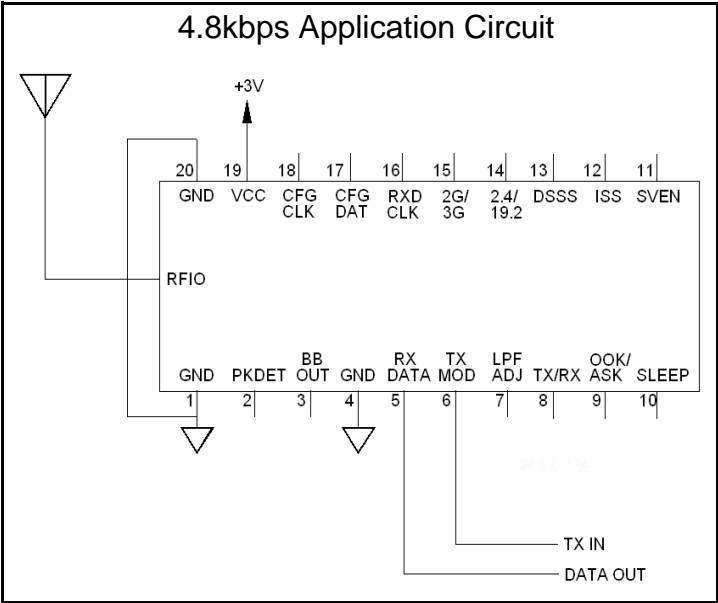 4.8kbps Application Circuit
+3V
20 19 18 17 16 15 14 13 12 11
GND VCC CFG CFG RXD 2G/ 2.4/ DSSS ISS SVEN
CLK DAT CLK 3G 19.2
RFIO
BB RX TX LPF OOK/
GND PKDET OUT GND DATA MOD ADJ TX/RX ASK SLEEP
1 2 3 4 5 6 7 8 9 10
TX IN
DATA OUT